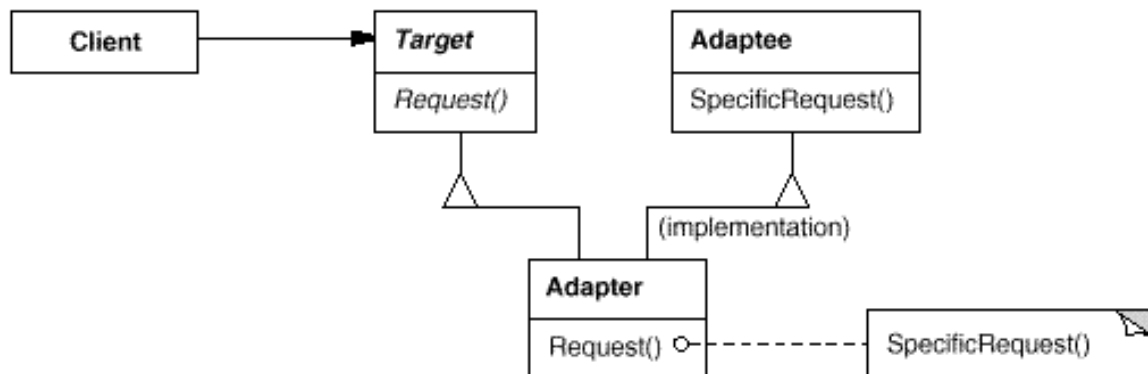 Client
Target
Request()
Adaptee
SpecificRequest()
(implementation)
Adapter
Request()
SpecificRequest()